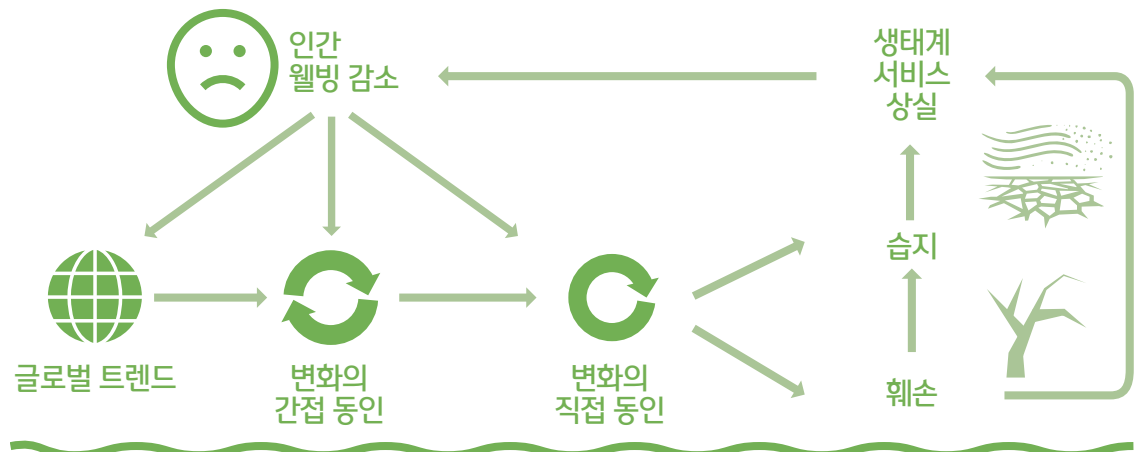 인간
웰빙 감소
생태계
서비스
상실
습지
글로벌 트렌드
변화의
간접 동인
변화의
직접 동인
훼손